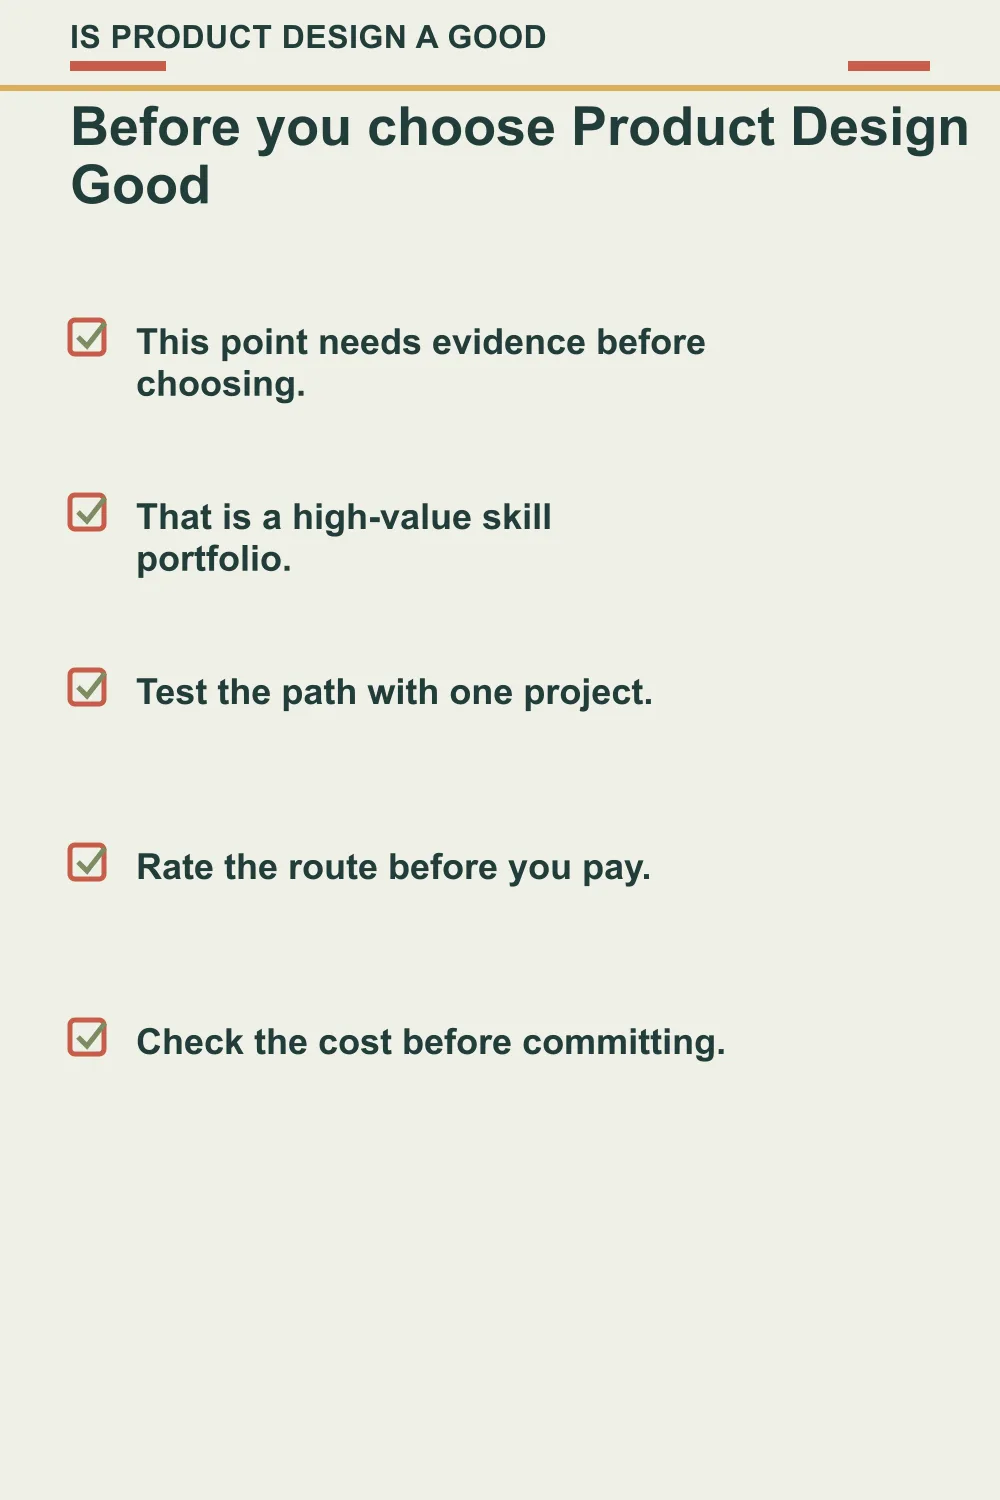 IS PRODUCT DESIGN A GOOD
Before you choose Product Design
Good
This point needs evidence before
choosing.
That is a high-value skill
portfolio.
Test the path with one project.
Rate the route before you pay.
Check the cost before committing.